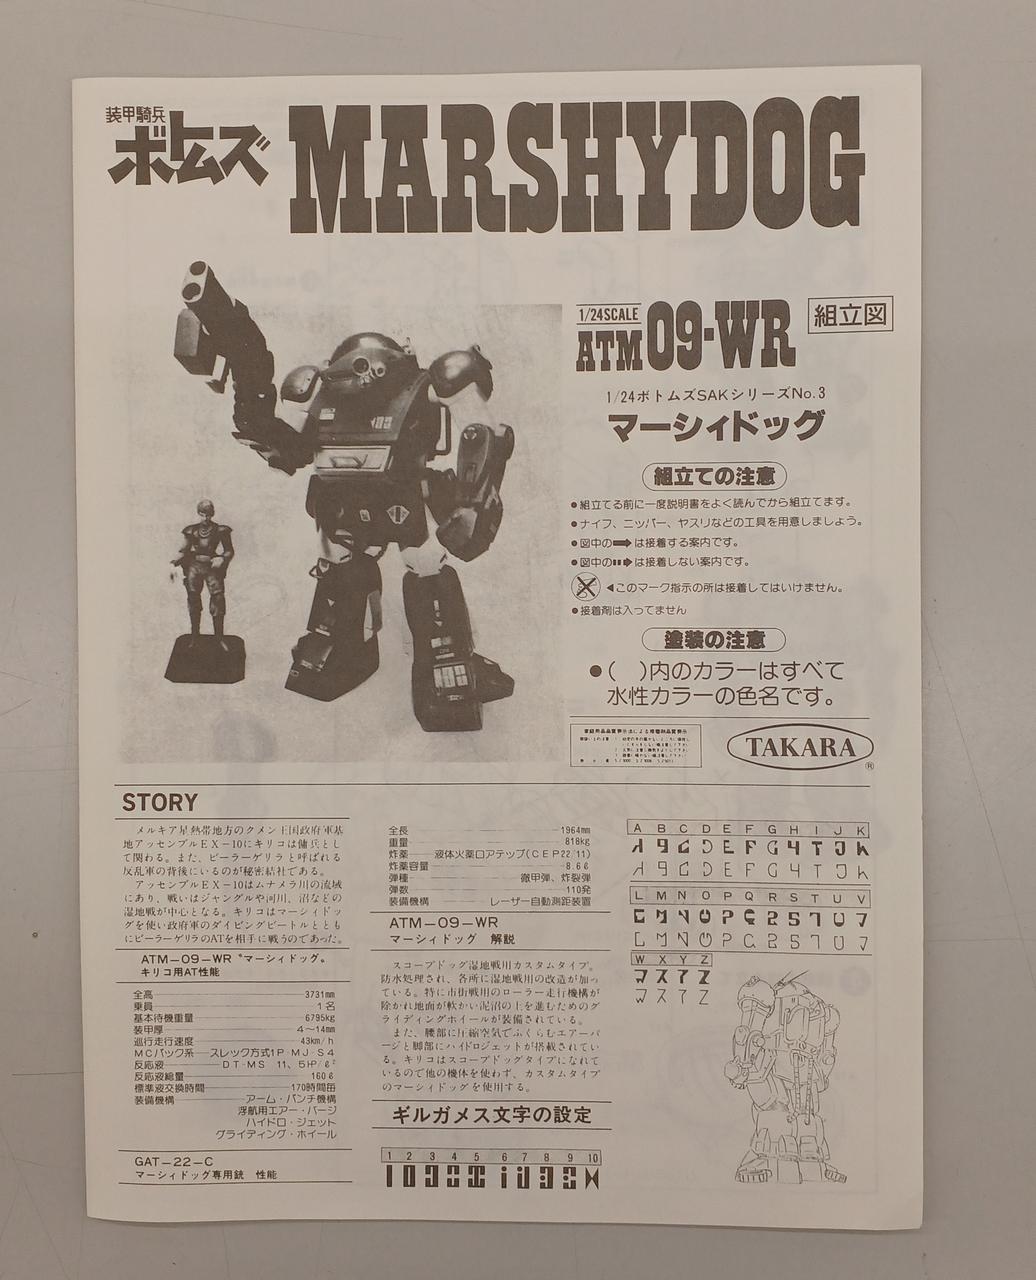 装甲騎兵
ボトムズ
MARSHYDOG
1/24SCALE
ATM09-WR
組立図
1/24ボトムズSAKシリーズNo.3
マーシィドッグ
組立ての注意
●組立てる前に一度説明書をよく読んでから組立てます。
●ナイフ、ニッパー、ヤスリなどの工具を用意しましょう。
●図中の は接着する案内です。
●図中の は接着しない案内です。
◀このマーク指示の所は接着してはいけません。
●接着剤は入ってません
塗装の注意
●( )内のカラーはすべて
水性カラーの色名です。
家庭用品品質表示法による接着剤品質表示
TAKARA®
STORY
メルキア星熱帯地方のクメン王国政府軍基
地アッセンブルEX-10にキリコは傭兵とし
て関わる。また、ビーラーゲリラと呼ばれる
反乱軍の背後にいるのが秘密結社である。
アッセンブルEX-10はムナメラ川の流域
にあり、戦いはジャングルや河川、沼などの
湿地戦が中心となる。キリコはマーシィドッ
グを使い政府軍のダイビングビートルととも
にビーラーゲリラのATを相手に戦うのであった。
ATM-09-WR〝マーシィドッグ〟
キリコ用AT性能
全高 3731mm
乗員 1名
基本待機重量 6795kg
装甲厚 4〜14mm
巡行走行速度 43km/h
MCパック系 スレック方式1P-MJ-S4
反応液 DT-MS 11、5HP/ℓ²
反応液総量 160ℓ
標準液交換時間 170時間毎
装備機構 アーム・パンチ機構
浮航用エアー・バージ
ハイドロ・ジェット
グライディング・ホイール
GAT-22-C
マーシィドッグ専用銃 性能
全長 1964mm
重量 818kg
炸薬 液体火薬ロアテップ(CEP22/11)
炸薬容量 8.6ℓ
弾種 徹甲弾、炸裂弾
弾数 110発
装備機構 レーザー自動測距装置
ATM-09-WR
マーシィドッグ 解説
スコープドッグ湿地戦用カスタムタイプ。
防水処理され、各所に湿地戦用の改造が加っ
ている。特に市街戦用のローラー走行機構が
除かれ地面が軟かい泥沼の上を進むためのグ
ライディングホイールが装備されている。
また、腰部に圧縮空気でふくらむエアーバ
ージと脚部にハイドロジェットが搭載されてい
る。キリコはスコープドッグタイプになれて
いるので他の機体を使わず、カスタムタイプ
のマーシィドッグを使用する。
ギルガメス文字の設定
1 2 3 4 5 6 7 8 9 10
A B C D E F G H I J K
L M N O P Q R S T U V
W X Y Z